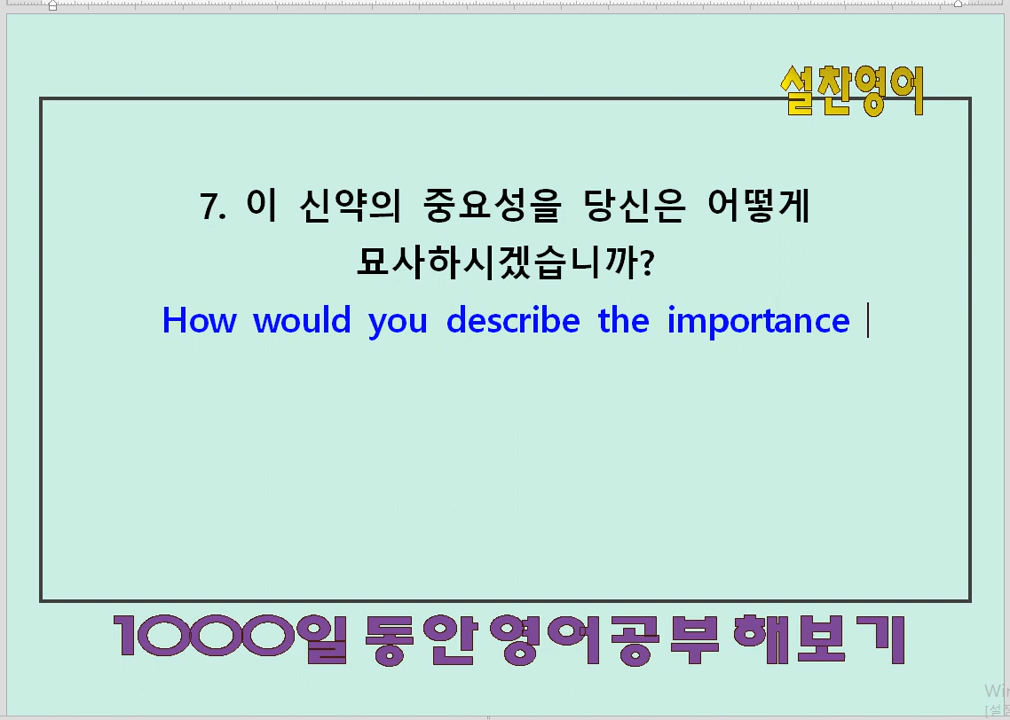 설찬영어
7. 이 신약의 중요성을 당신은 어떻게
묘사하시겠습니까?
How would you describe the importance
1000일동안영어공부해보기